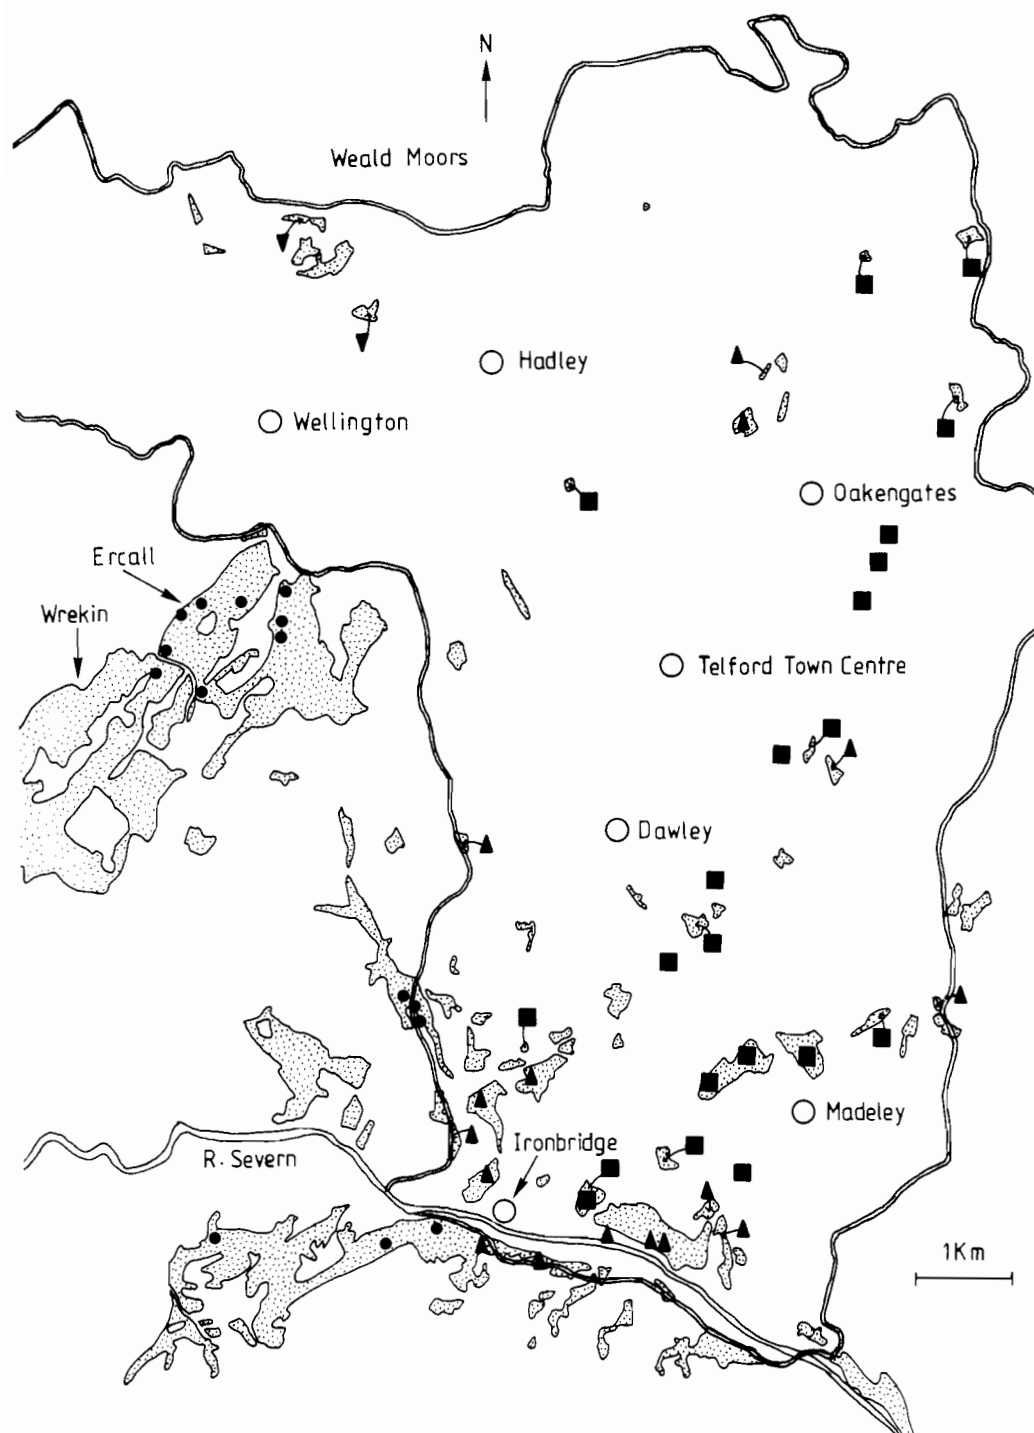 N
Weald Moors
Hadley
Wellington
Oakengates
Ercall
Wrekin
Telford Town Centre
Dawley
Madeley
Ironbridge
R. Severn
1Km